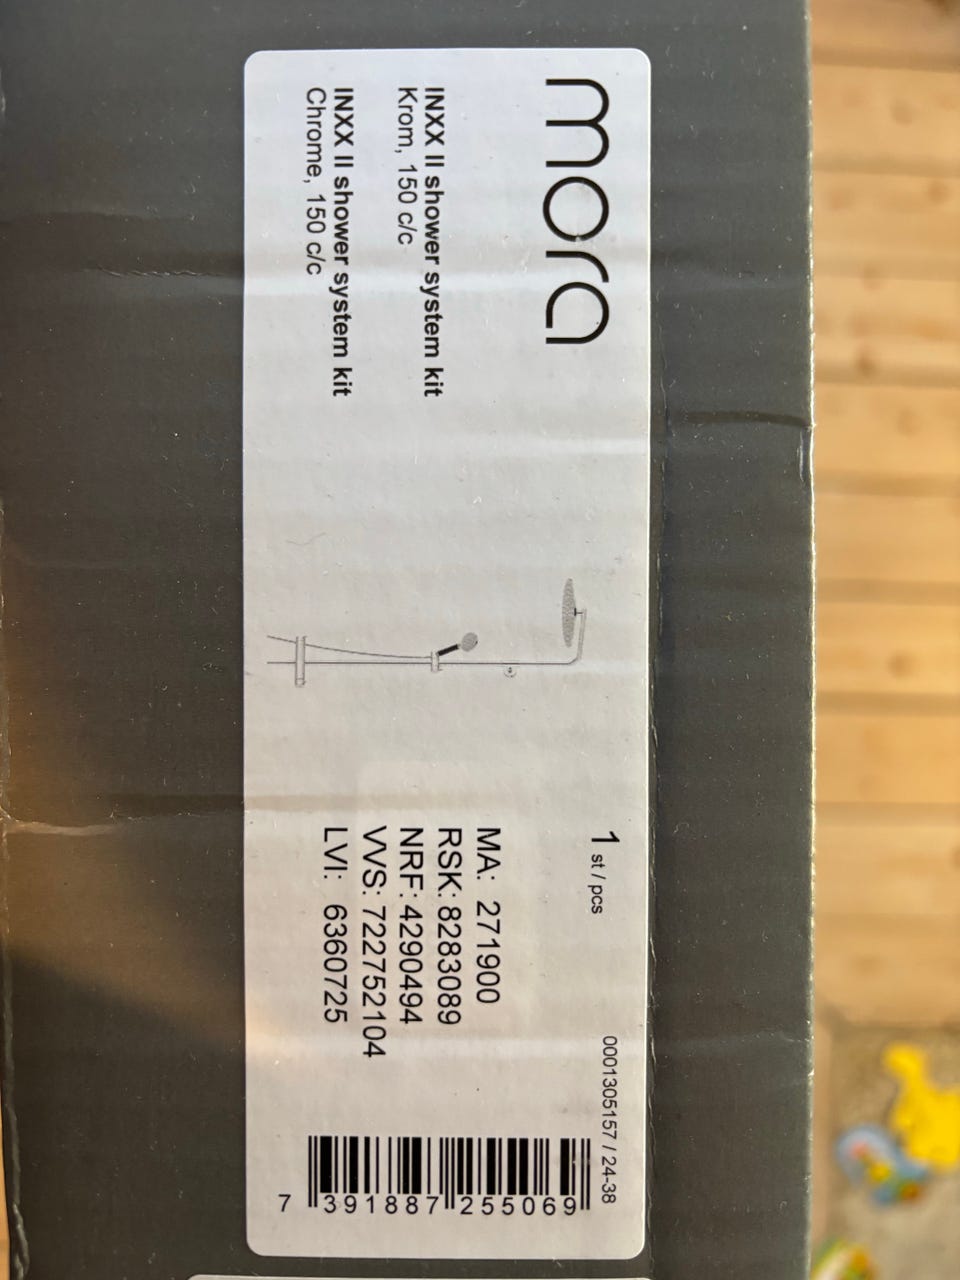 mora
INXX II shower system kit
Krom, 150 c/c
INXX II shower system kit
Chrome, 150 c/c
1 st / pcs
MA: 271900
RSK: 8283089
NRF: 4290494
VVS: 722752104
LVI: 6360725
0001305157 / 24-38
7 391887 255069